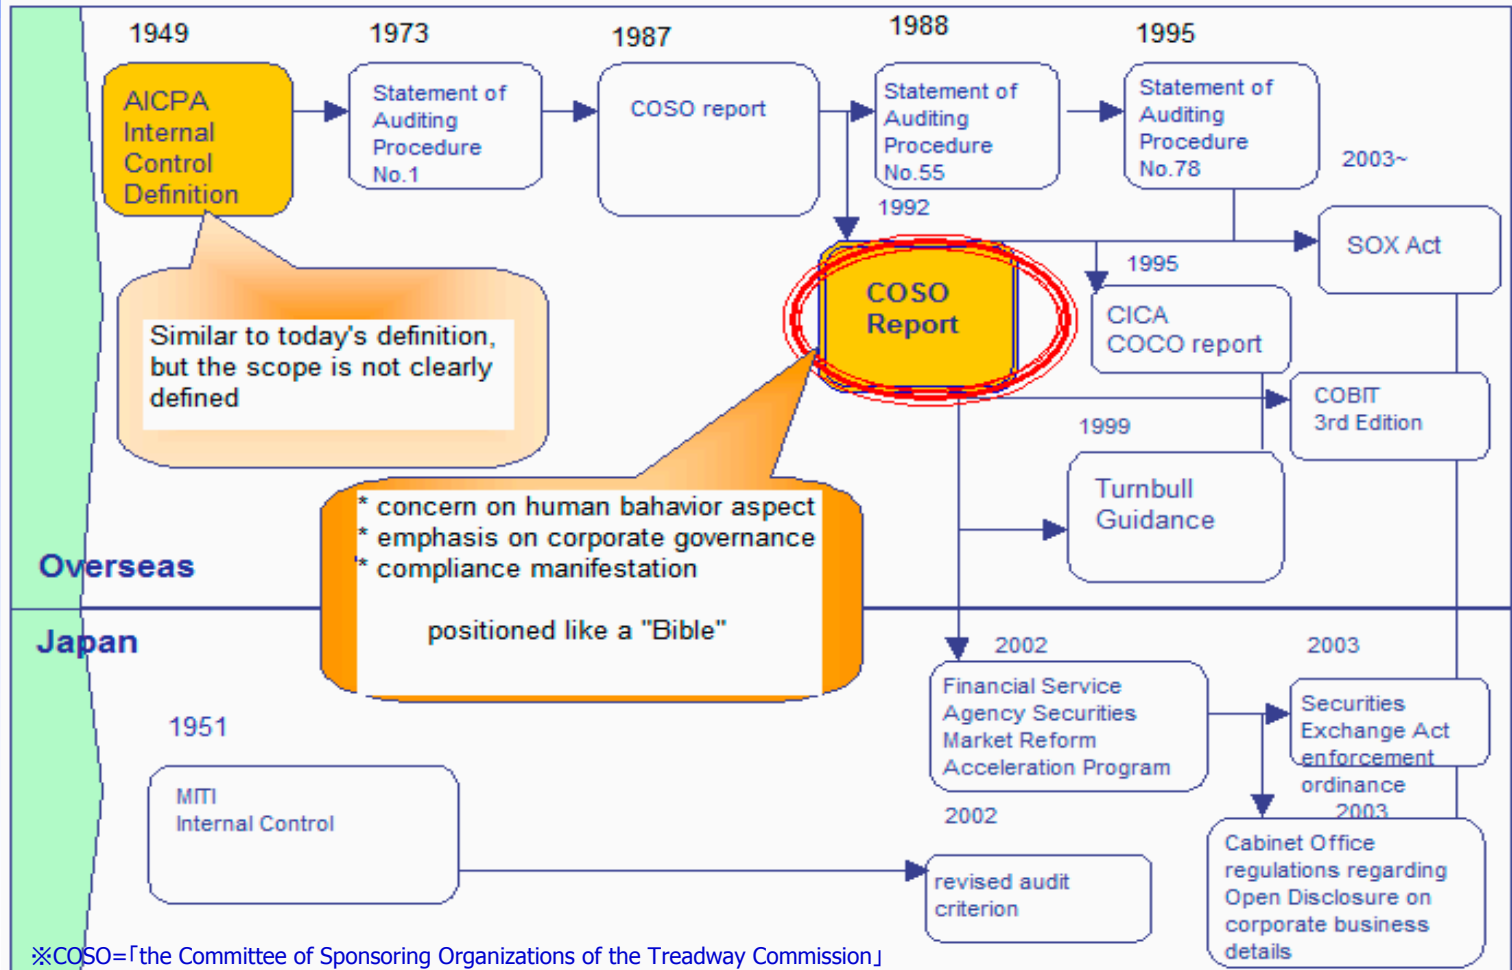 1949
1973
1987
1988
1995
AICPA
Internal
Control
Definition
Statement of
Auditing
Procedure
No.1
COSO report
Statement of
Auditing
Procedure
No.55
Statement of
Auditing
Procedure
No.78
2003~
SOX Act
1992
COSO
Report
1995
CICA
COCO report
COBIT
3rd Edition
1999
Turnbull
Guidance
Similar to today's definition,
but the scope is not clearly
defined
* concern on human bahavior aspect
* emphasis on corporate governance
'* compliance manifestation
positioned like a "Bible"
Overseas
Japan
1951
MITI
Internal Control
2002
Financial Service
Agency Securities
Market Reform
Acceleration Program
2003
Securities
Exchange Act
enforcement
ordinance
2002
revised audit
criterion
2003
Cabinet Office
regulations regarding
Open Disclosure on
corporate business
details
※COSO=｢the Committee of Sponsoring Organizations of the Treadway Commission｣